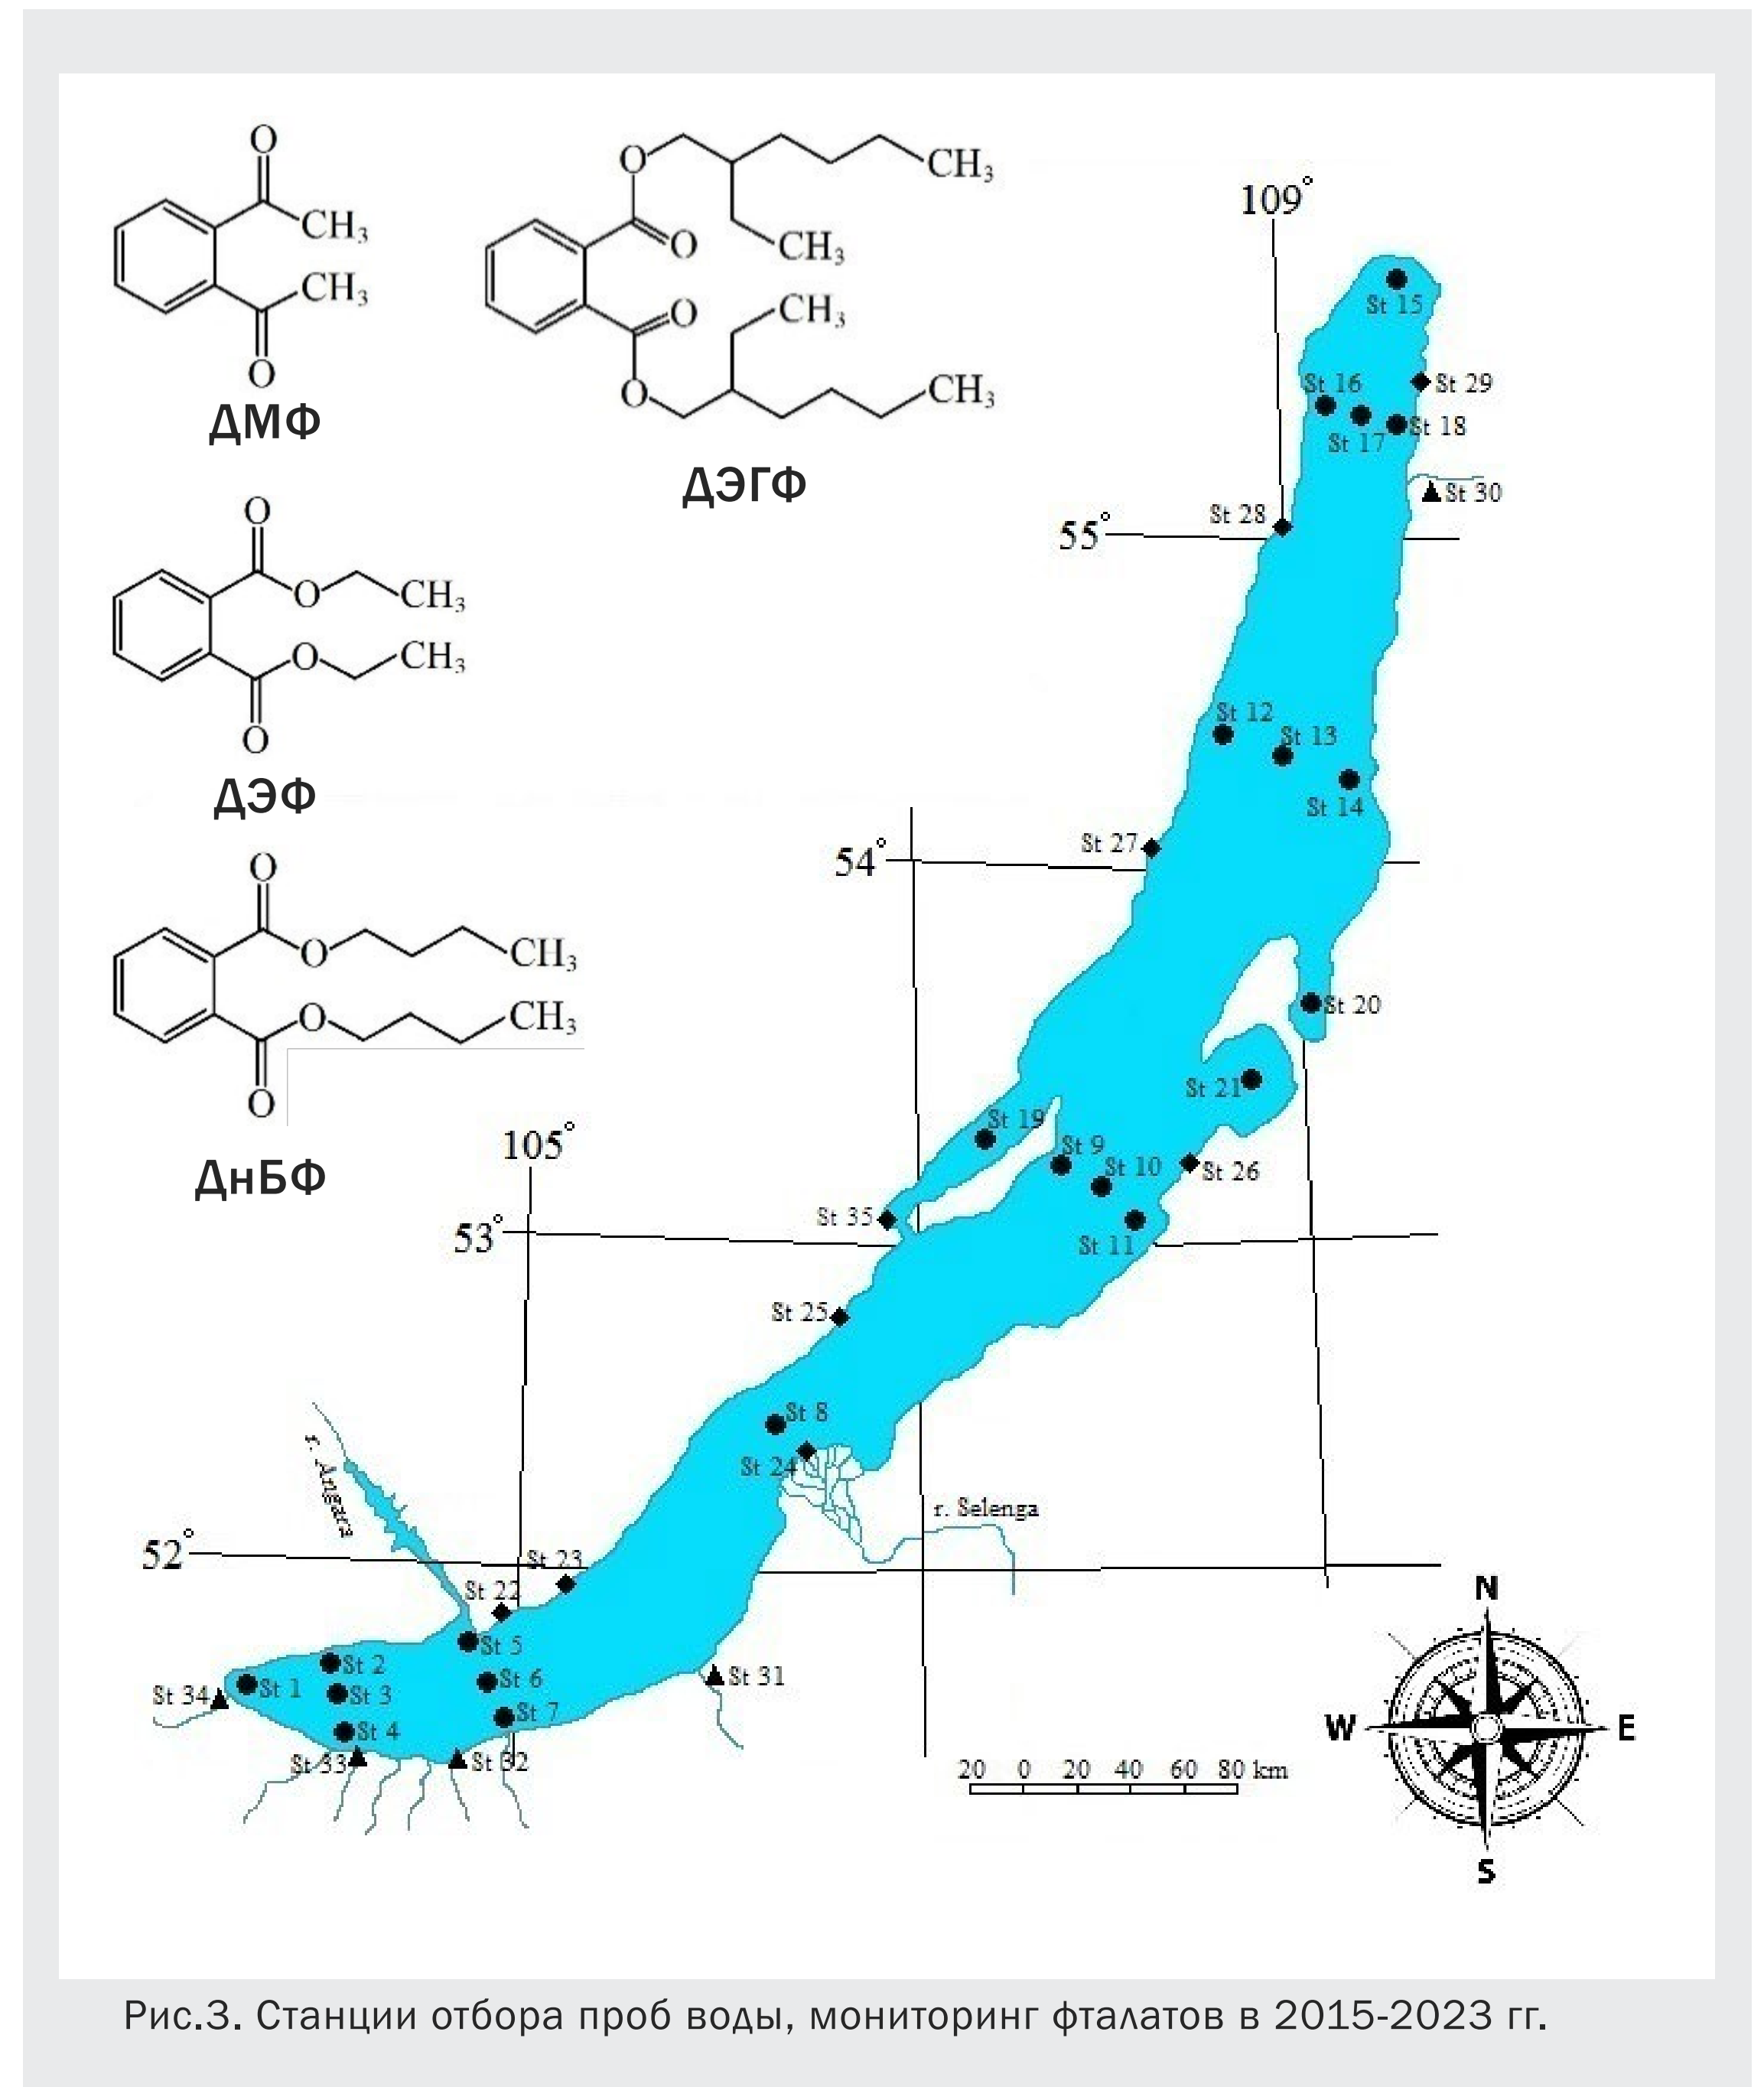 O
CH₃
CH₃
O
ДМФ
O
CH₃
O
CH₃
O
CH₃
O
CH₃
ДЭГФ
O
O
CH₃
O
CH₃
O
ДЭФ
O
O
CH₃
O
CH₃
O
ДнБФ
109°
St 15
St 16
St 29
St 17
St 18
St 30
St 28
55°
St 12
St 13
St 14
St 27
54°
St 20
St 21
St 19
105°
St 9
St 10
St 26
St 35
53°
St 11
St 25
St 8
St 24
r. Angara
r. Selenga
52°
St 23
St 22
St 5
St 2
St 6
St 31
St 1
St 34
St 3
St 7
St 4
St 33
St 32
20 0 20 40 60 80 km
N
W
E
S
Рис.3. Станции отбора проб воды, мониторинг фталатов в 2015-2023 гг.